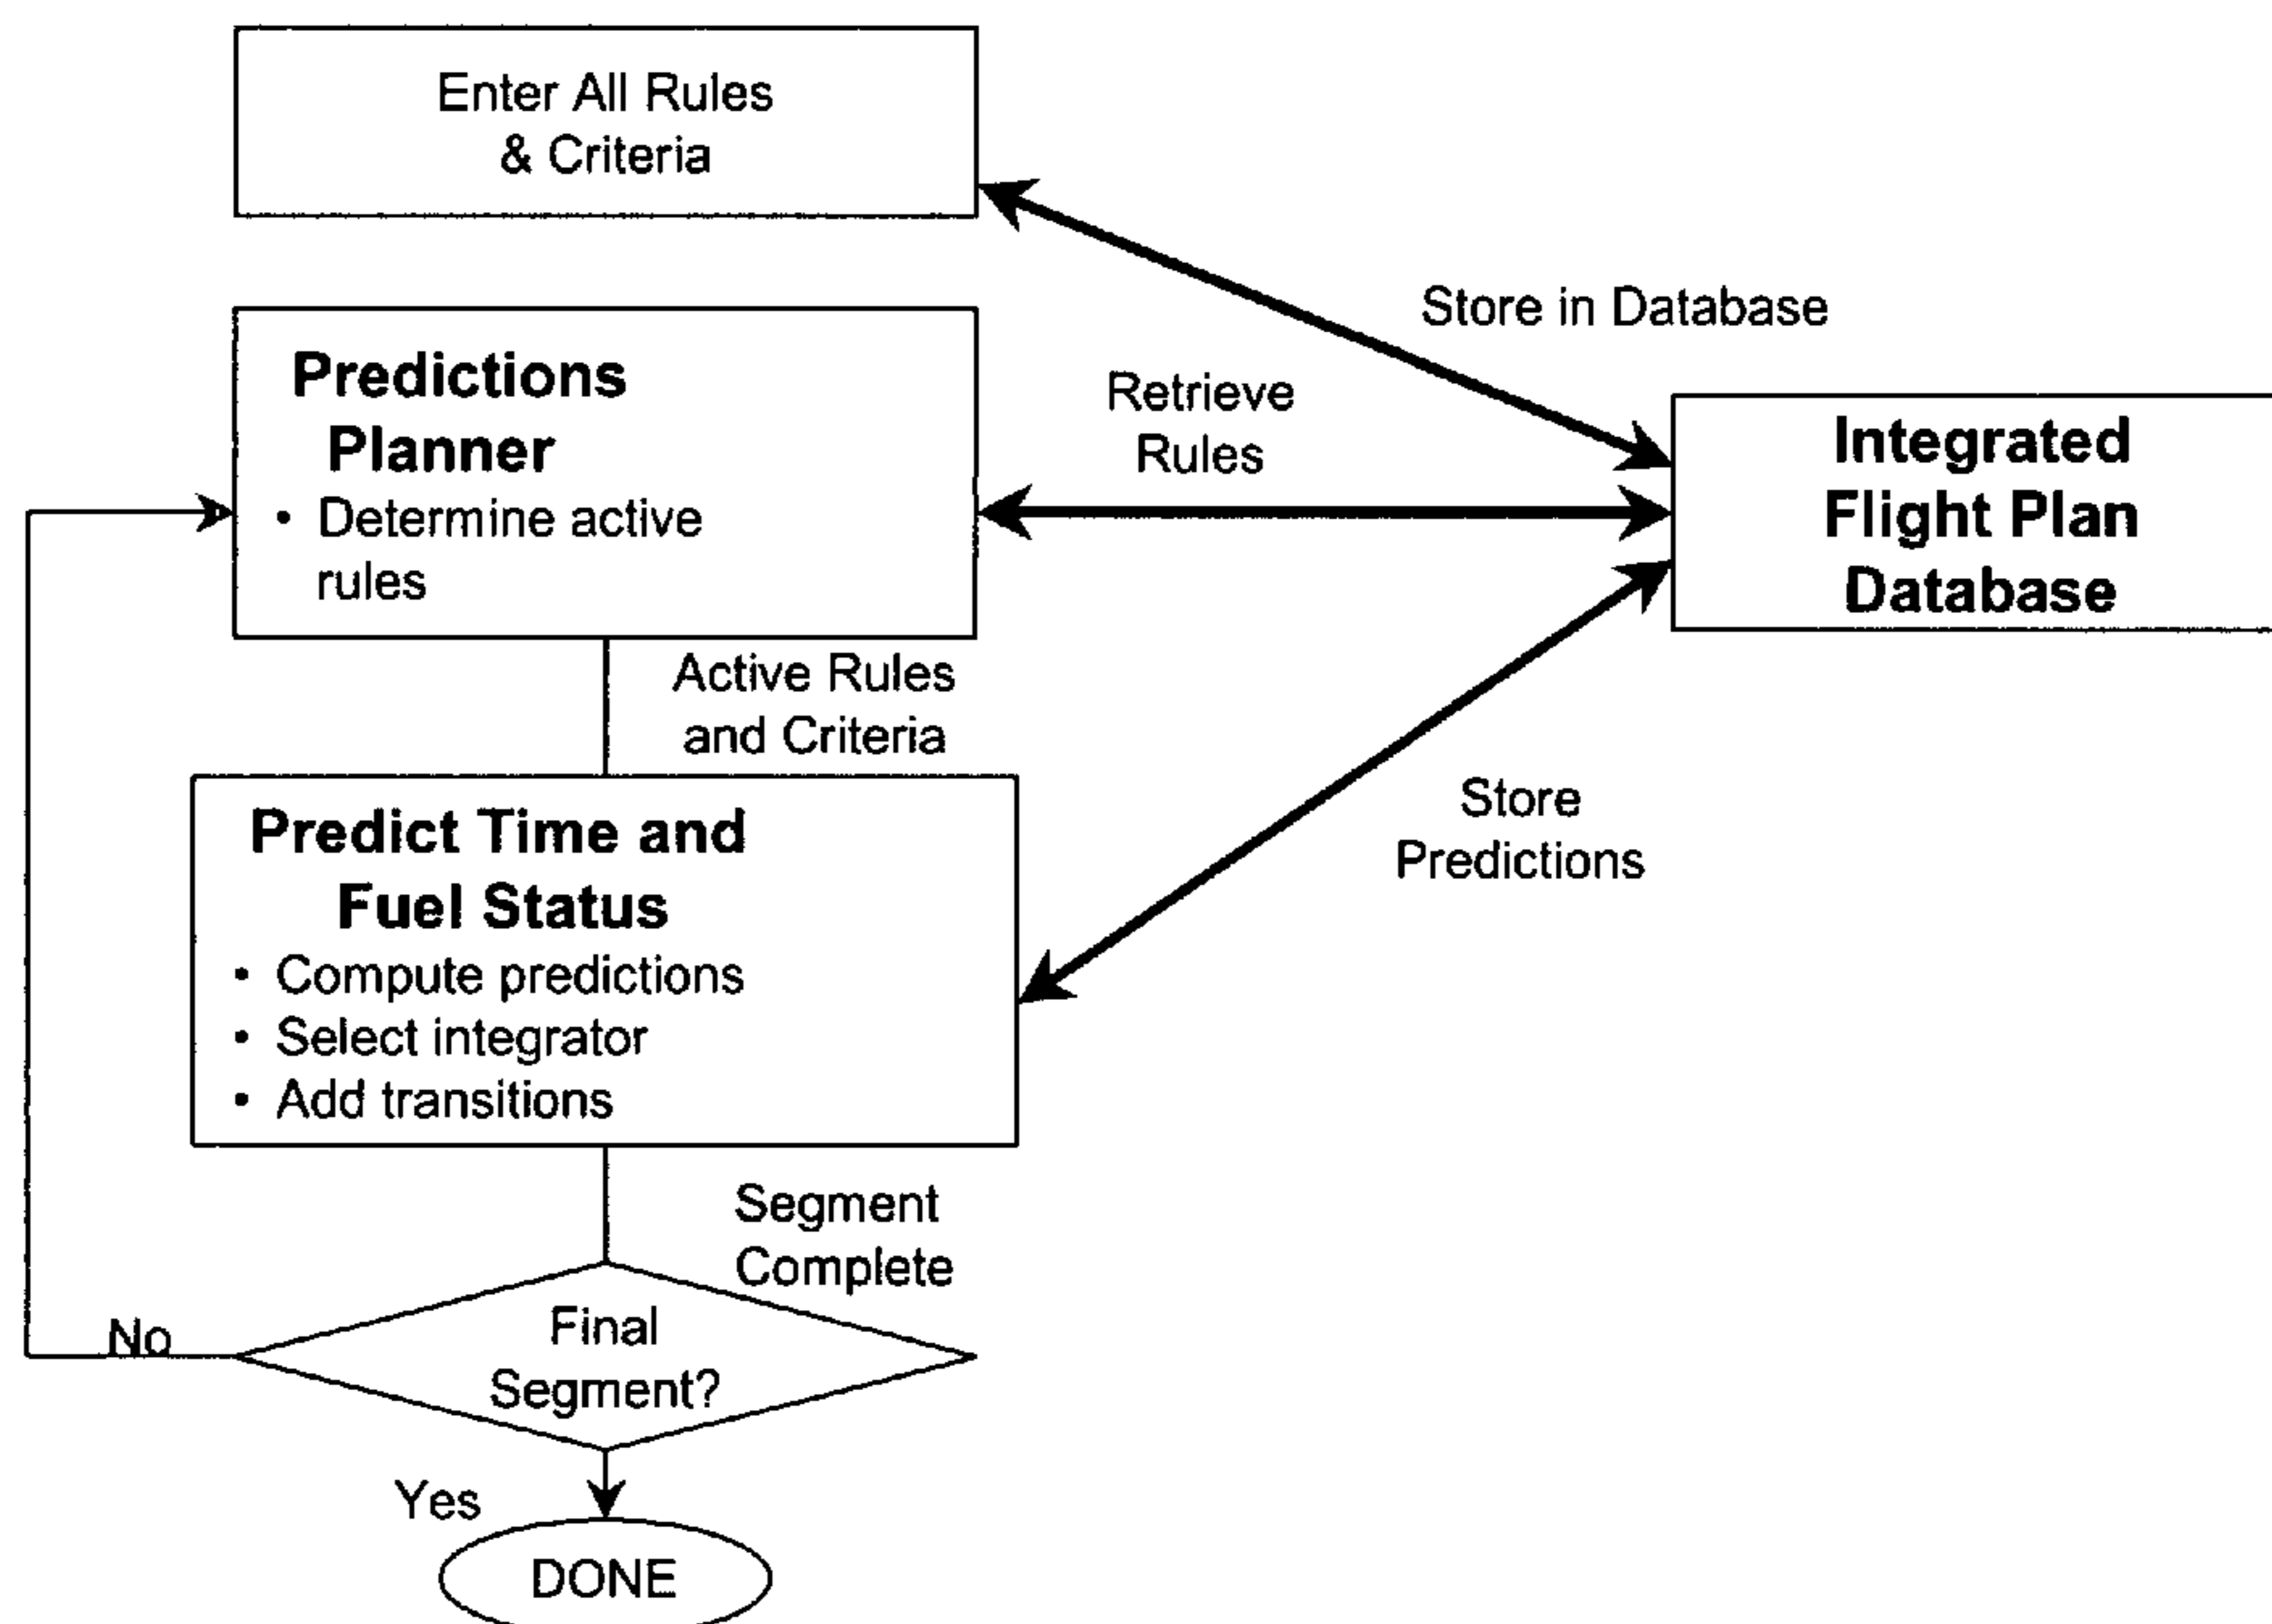 Enter All Rules
& Criteria
Store in Database
Predictions
Planner
• Determine active
rules
Retrieve
Rules
Integrated
Flight Plan
Database
Active Rules
and Criteria
Predict Time and
Fuel Status
• Compute predictions
• Select integrator
• Add transitions
Store
Predictions
Segment
Complete
No
Final
Segment?
Yes
DONE